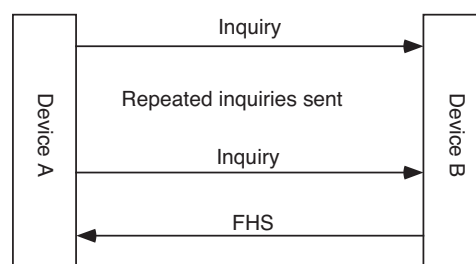 Inquiry
Device A
Repeated inquiries sent
Device B
Inquiry
FHS